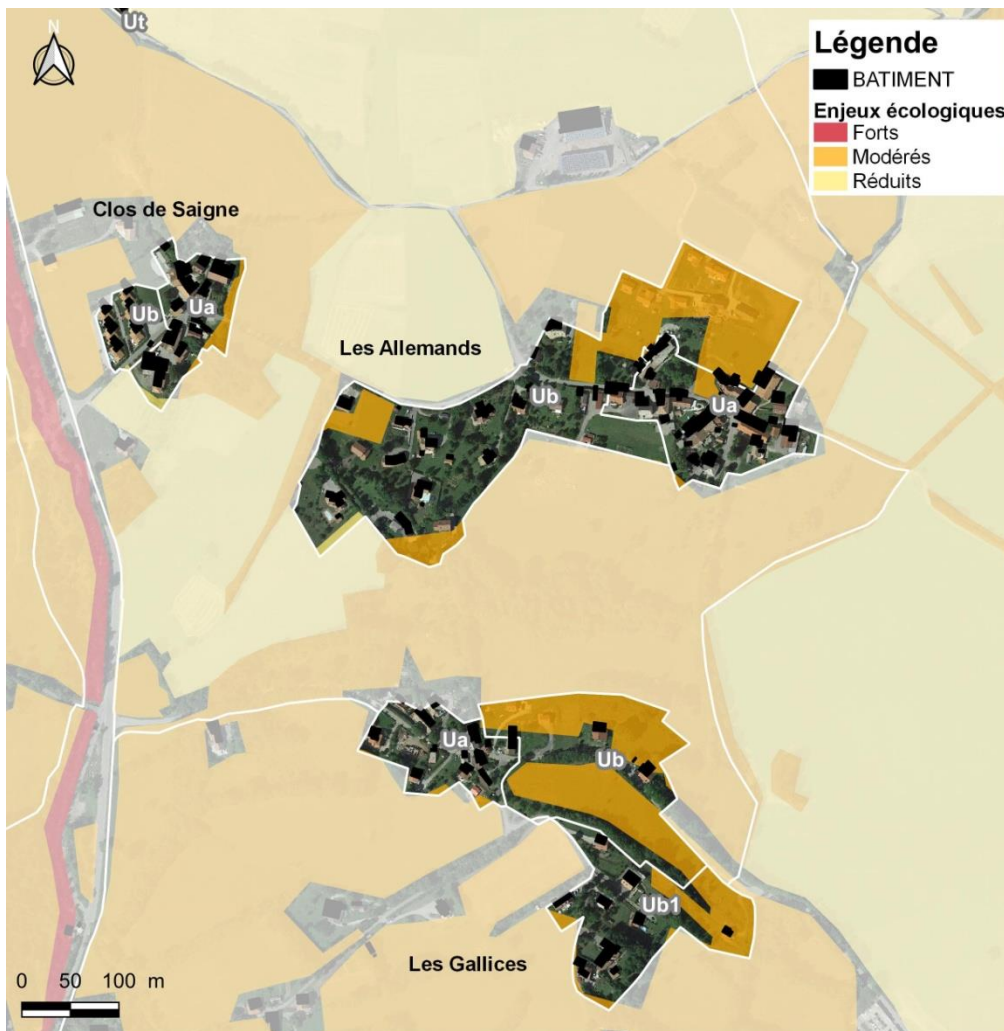 Ut
N
Légende
BATIMENT
Enjeux écologiques
Forts
Modérés
Réduits
Clos de Saigne
Ub
Ua
Les Allemands
Ub
Ua
Ua
Ub
Ub1
Les Gallices
0 50 100 m